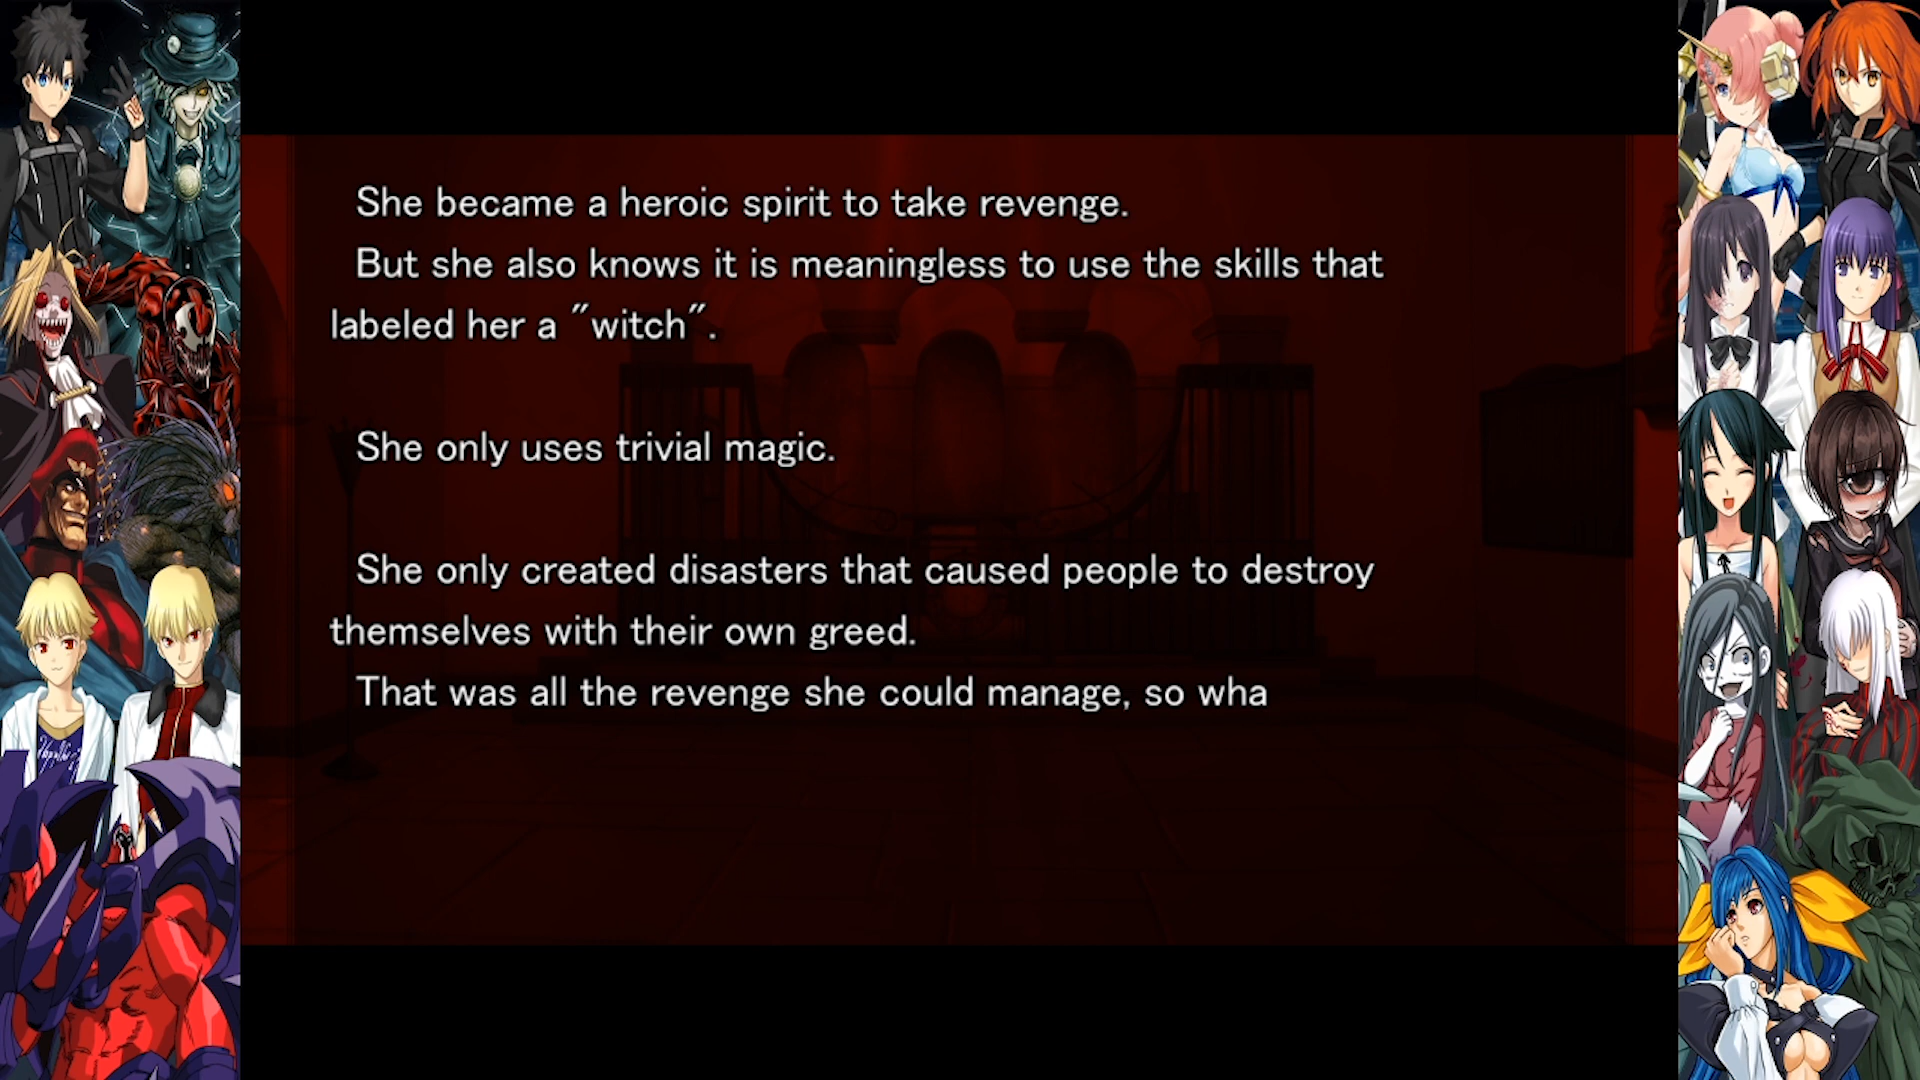 She became a heroic spirit to take revenge.
But she also knows it is meaningless to use the skills that
labeled her a "witch".
She only uses trivial magic.
She only created disasters that caused people to destroy
themselves with their own greed.
That was all the revenge she could manage, so wha